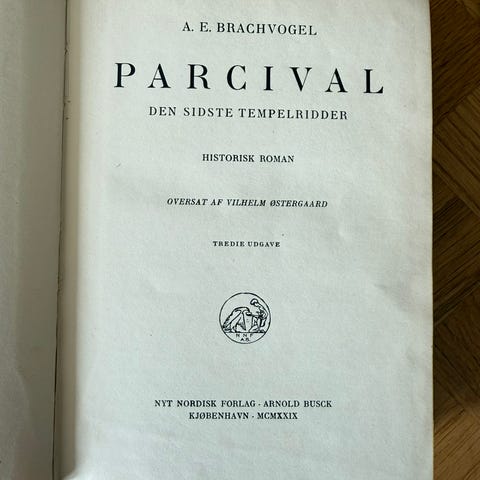 A. E. BRACHVOGEL
PARCIVAL
DEN SIDSTE TEMPELRIDDER
HISTORISK ROMAN
OVERSAT AF VILHELM ØSTERGAARD
TREDIE UDGAVE
N N F
A.B.
NYT NORDISK FORLAG · ARNOLD BUSCK
KJØBENHAVN · MCMXXIX